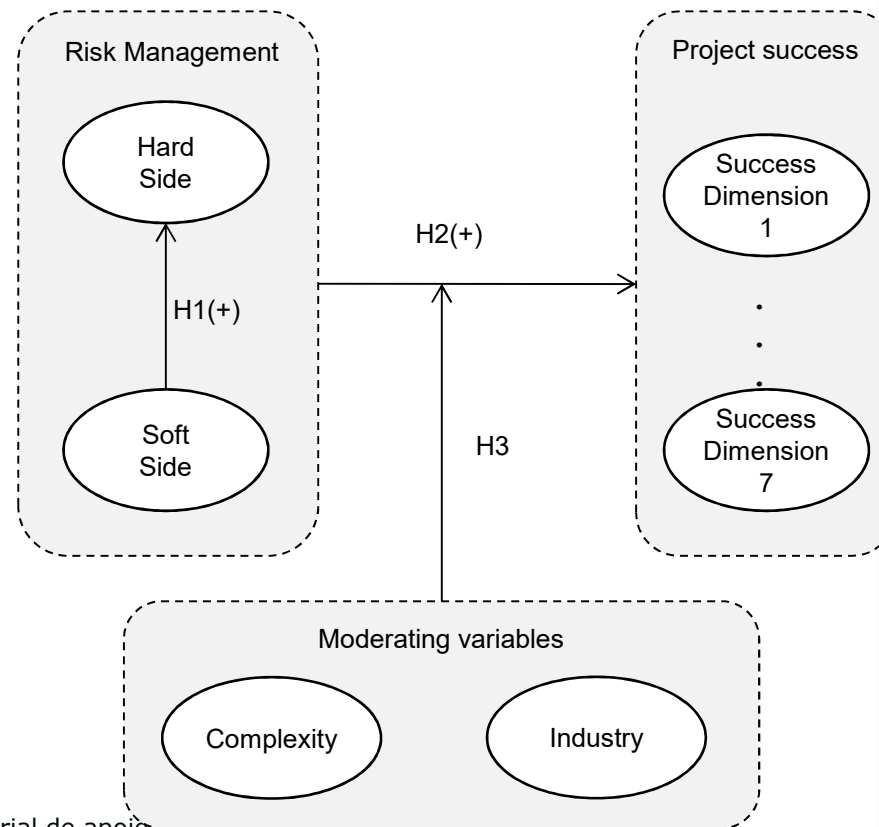 Risk Management
Hard
Side
H1(+)
Soft
Side
H2(+)
H3
Project success
Success
Dimension
1
.
.
.
Success
Dimension
7
Moderating variables
Complexity
Industry
de